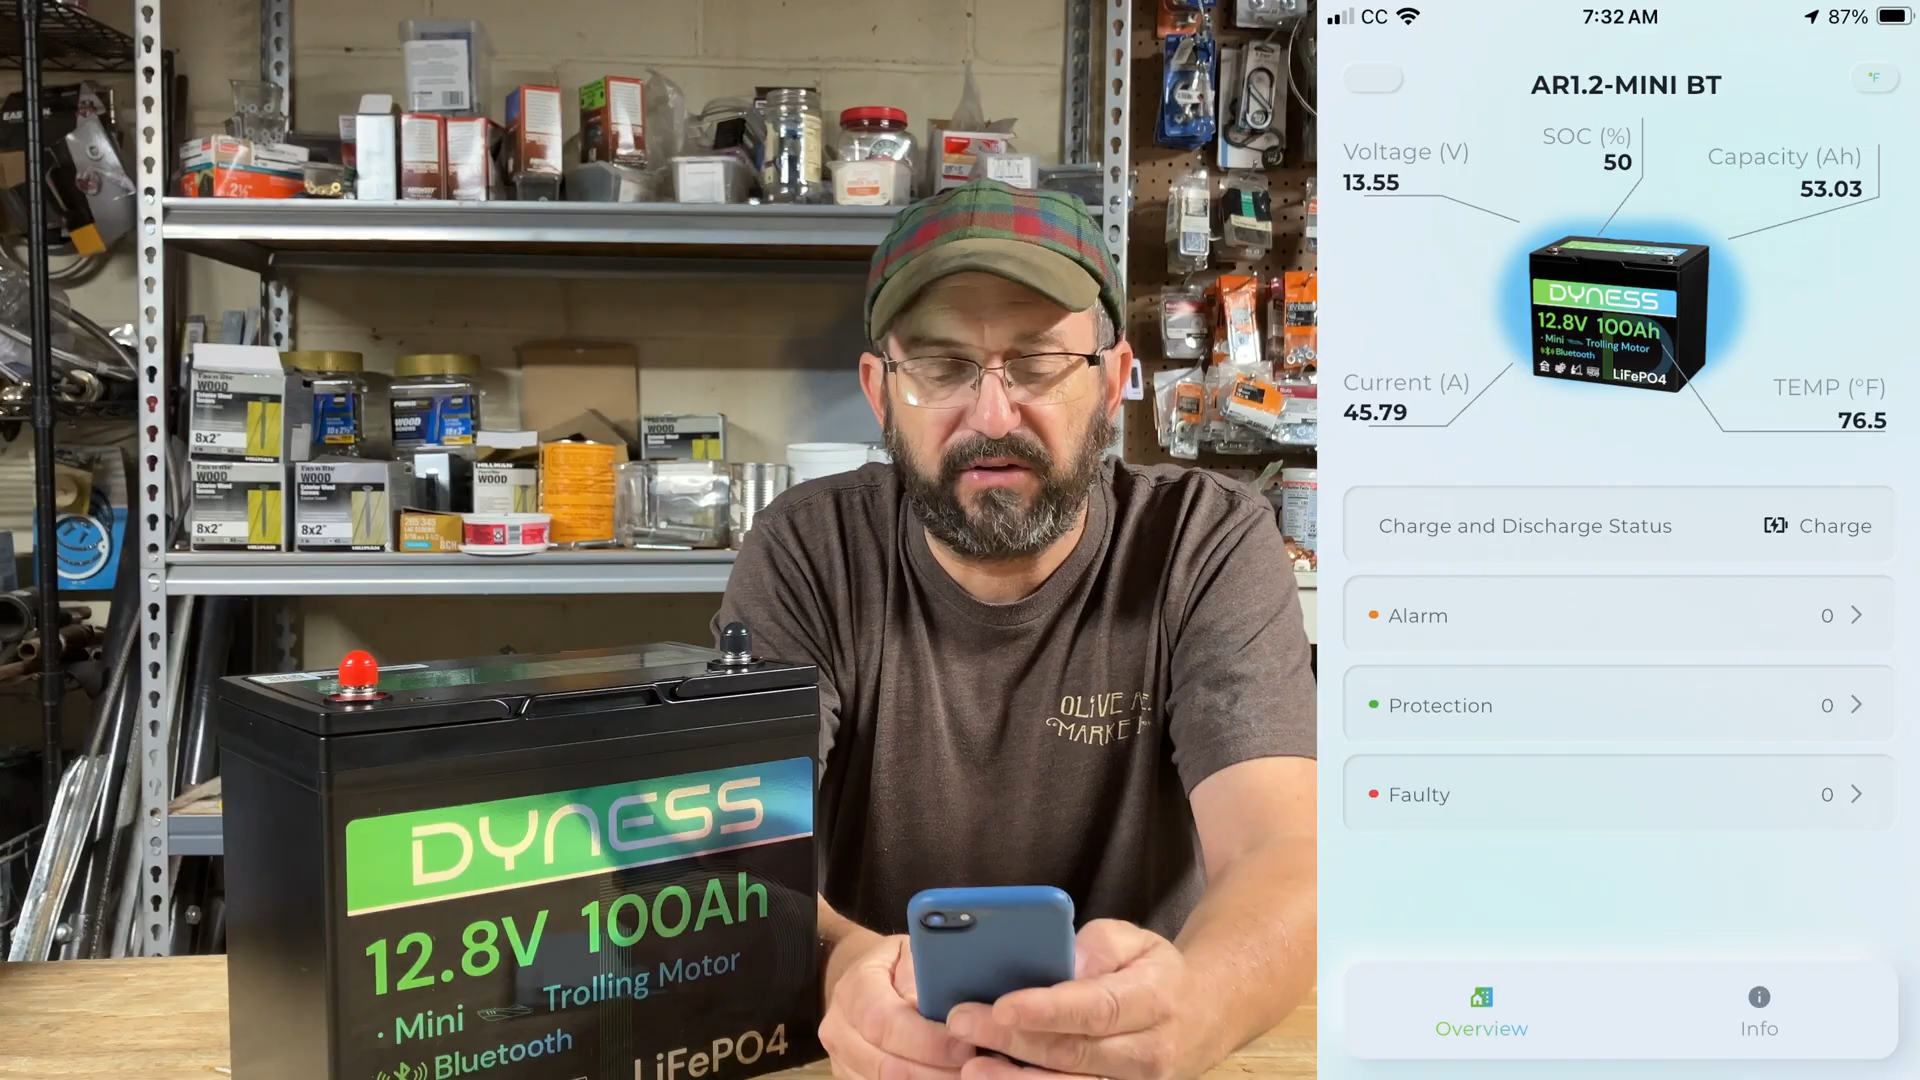 CC
7:32 AM
87%
AR1.2-MINI BT
°F
Voltage (V)
13.55
SOC (%)
50
Capacity (Ah)
53.03
DYNESS
12.8V 100Ah
· Mini Trolling Motor
Bluetooth
LiFePO4
Current (A)
45.79
TEMP (°F)
76.5
Charge and Discharge Status
Charge
Alarm
0
Protection
0
Faulty
0
Overview
Info
DYNESS
12.8V 100Ah
· Mini Trolling Motor
Bluetooth
LiFePO4
OLIVE
MARKE
WOOD
8x2"
WOOD
8x2"
WOOD
8x2"
WOOD
HILLMAN
WOOD
WOOD